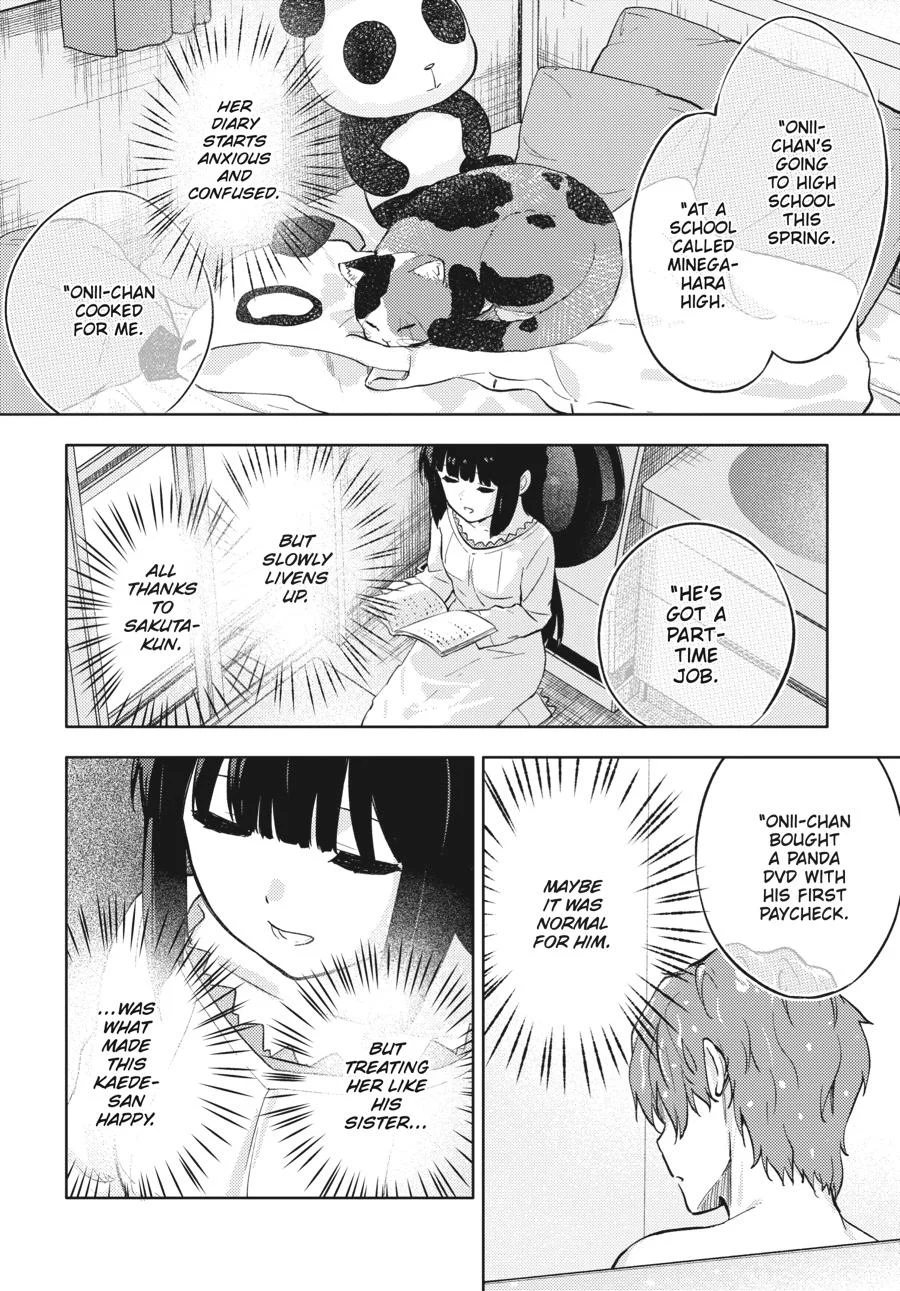 "ONII-
CHAN'S
GOING
TO HIGH
SCHOOL
THIS
SPRING.
"AT A
SCHOOL
CALLED
MINEGA-
HARA
HIGH.
HER
DIARY
STARTS
ANXIOUS
AND
CONFUSED.
"ONII-CHAN
COOKED
FOR ME.
"HE'S
GOT A
PART-
TIME
JOB.
BUT
SLOWLY
LIVENS
UP.
ALL
THANKS
TO
SAKUTA-
KUN.
"ONII-CHAN
BOUGHT
A PANDA
DVD WITH
HIS FIRST
PAYCHECK.
MAYBE
IT WAS
NORMAL
FOR HIM.
BUT
TREATING
HER LIKE
HIS
SISTER...
...WAS
WHAT
MADE
THIS
KAEDE-
SAN
HAPPY.